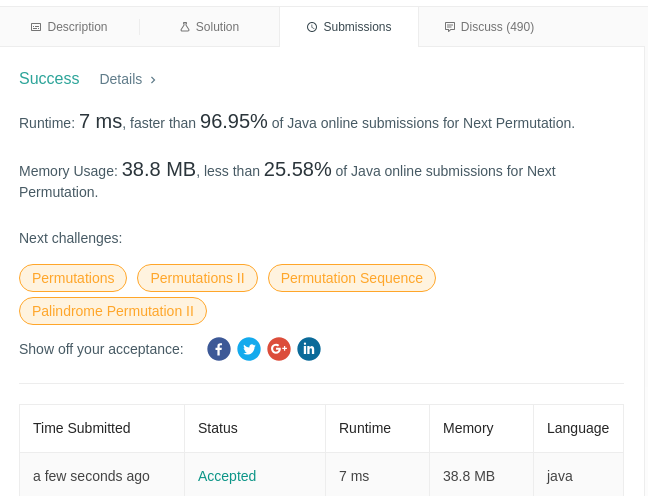 Description Solution Submissions Discuss (490)
Success Details >
Runtime: 7 ms, faster than 96.95% of Java online submissions for Next Permutation.
Memory Usage: 38.8 MB, less than 25.58% of Java online submissions for Next
Permutation.
Next challenges:
Permutations Permutations II Permutation Sequence
Palindrome Permutation II
Show off your acceptance: f G+ in
Time Submitted Status Runtime Memory Language
a few seconds ago Accepted 7 ms 38.8 MB java